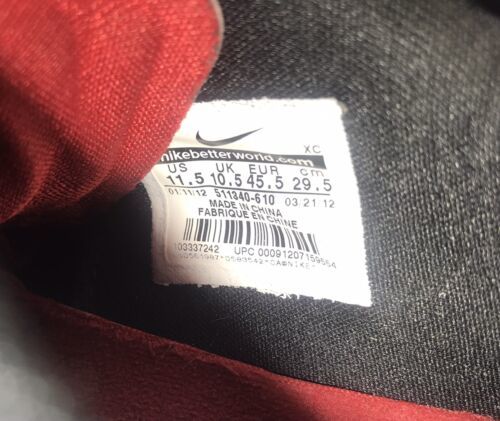 XC
nikebetterworld.com
US UK EUR cm
11.5 10.5 45.5 29.5
01/11/12 511340-610 03/21/12
MADE IN CHINA
FABRIQUE EN CHINE
103337242 UPC 00091207159664